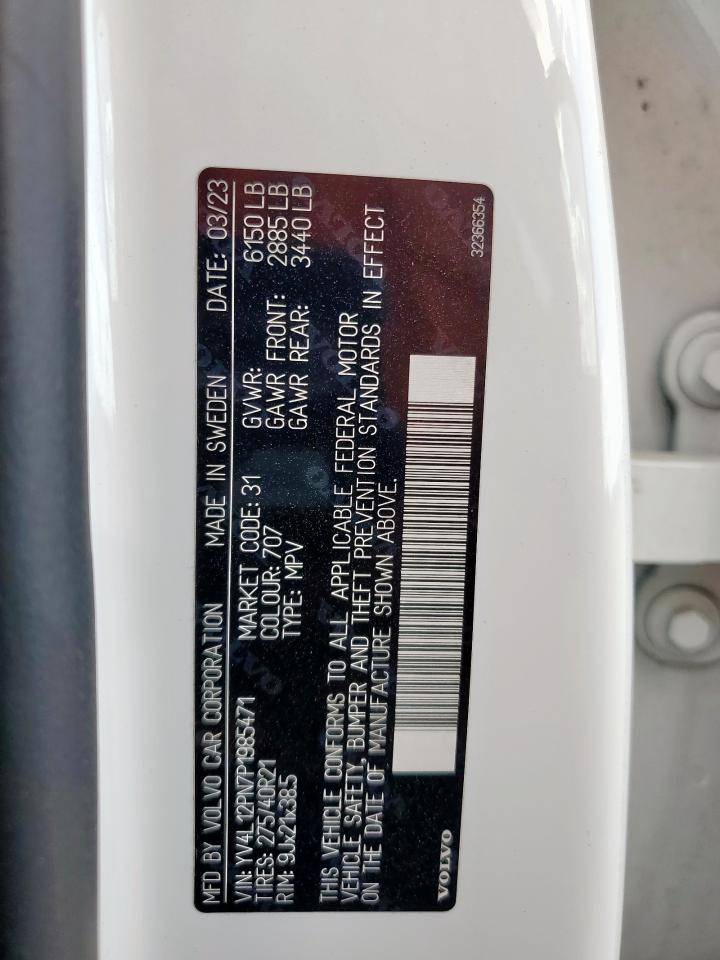 MFD BY VOLVO CAR CORPORATION MADE IN SWEDEN DATE: 03/23
VIN: YV4L12PN7P1985471 MARKET CODE: 31 GVWR: 6150 LB
TIRES: 275/40R21 COLOUR: 707 GAWR FRONT: 2885 LB
RIM: 9Jx21x38.5 TYPE: MPV GAWR REAR: 3440 LB
THIS VEHICLE CONFORMS TO ALL APPLICABLE FEDERAL MOTOR
VEHICLE SAFETY, BUMPER AND THEFT PREVENTION STANDARDS IN EFFECT
ON THE DATE OF MANUFACTURE SHOWN ABOVE.
VOLVO 32366354